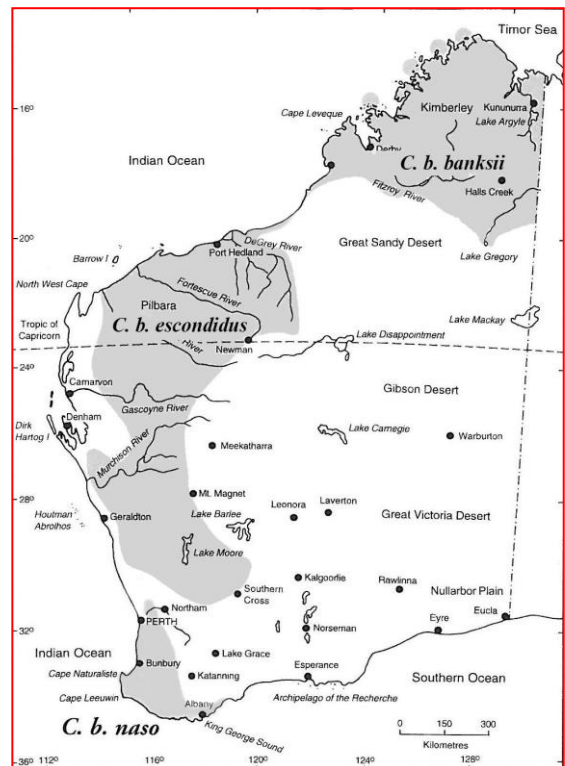 Timor Sea
Kimberley
Kununurra
16°
Cape Leveque
Lake Argyle
Derby
Indian Ocean
C. b. banksii
Halls Creek
Fitzroy River
20°
DeGrey River
Great Sandy Desert
Port Hedland
Lake Gregory
Barrow I
North West Cape
Fortescue River
Pilbara
Lake Mackay
Tropic of
Capricorn
C. b. escondidus
Lake Disappointment
River
Newman
24°
Gibson Desert
Carnarvon
Gascoyne River
Denham
Dirk
Hartog I
Lake Carnegie
Warburton
Murchison River
Meekatharra
28°
Mt. Magnet
Leonora
Laverton
Houtman
Abrolhos
Geraldton
Lake Barlee
Great Victoria Desert
Lake Moore
Kalgoorlie
Rawlinna
Southern
Cross
Nullarbor Plain
Northam
PERTH
Eucla
32°
Norseman
Eyre
Indian Ocean
Lake Grace
Bunbury
Cape Naturaliste
Katanning
Esperance
Southern Ocean
Cape Leeuwin
Albany
Archipelago of the Recherche
C. b. naso
King George Sound
0 150 300
Kilometres
36°
112° 116° 120° 124° 128°